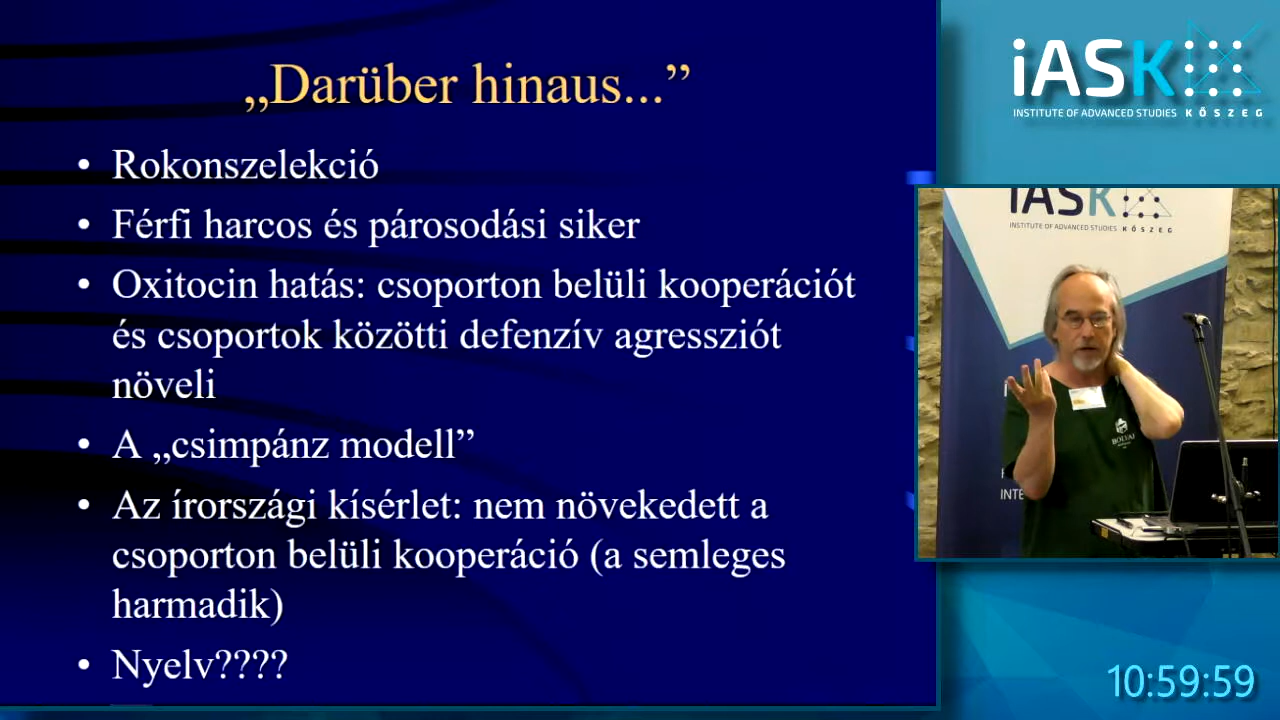 „Darüber hinaus...”
• Rokonszelekció
• Férfi harcos és párosodási siker
• Oxitocin hatás: csoporton belüli kooperációt
és csoportok közötti defenzív agressziót
növeli
• A „csimpánz modell”
• Az írországi kísérlet: nem növekedett a
csoporton belüli kooperáció (a semleges
harmadik)
• Nyelv????
iASK
INSTITUTE OF ADVANCED STUDIES KŐSZEG
iASK
INSTITUTE OF ADVANCED STUDIES KŐSZEG
BOLYAI
INTE
10:59:59